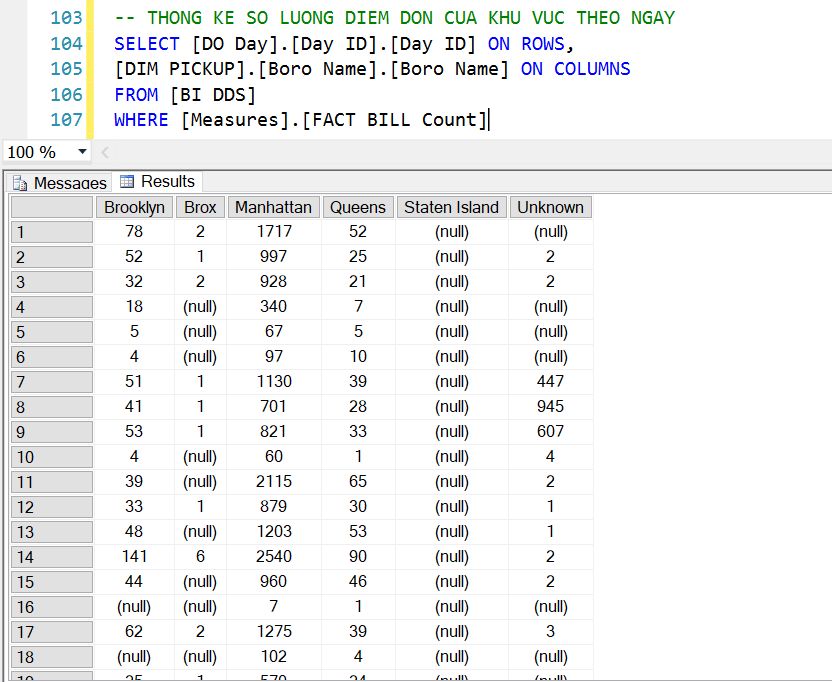 103 -- THONG KE SO LUONG DIEM DON CUA KHU VUC THEO NGAY
104 SELECT [DO Day].[Day ID].[Day ID] ON ROWS,
105 [DIM PICKUP].[Boro Name].[Boro Name] ON COLUMNS
106 FROM [BI DDS]
107 WHERE [Measures].[FACT BILL Count]
100 %
Messages Results
Brooklyn Brox Manhattan Queens Staten Island Unknown
1 78 2 1717 52 (null) (null)
2 52 1 997 25 (null) 2
3 32 2 928 21 (null) 2
4 18 (null) 340 7 (null) (null)
5 5 (null) 67 5 (null) (null)
6 4 (null) 97 10 (null) (null)
7 51 1 1130 39 (null) 447
8 41 1 701 28 (null) 945
9 53 1 821 33 (null) 607
10 4 (null) 60 1 (null) 4
11 39 (null) 2115 65 (null) 2
12 33 1 879 30 (null) 1
13 48 (null) 1203 53 (null) 1
14 141 6 2540 90 (null) 2
15 44 (null) 960 46 (null) 2
16 (null) (null) 7 1 (null) (null)
17 62 2 1275 39 (null) 3
18 (null) (null) 102 4 (null) (null)